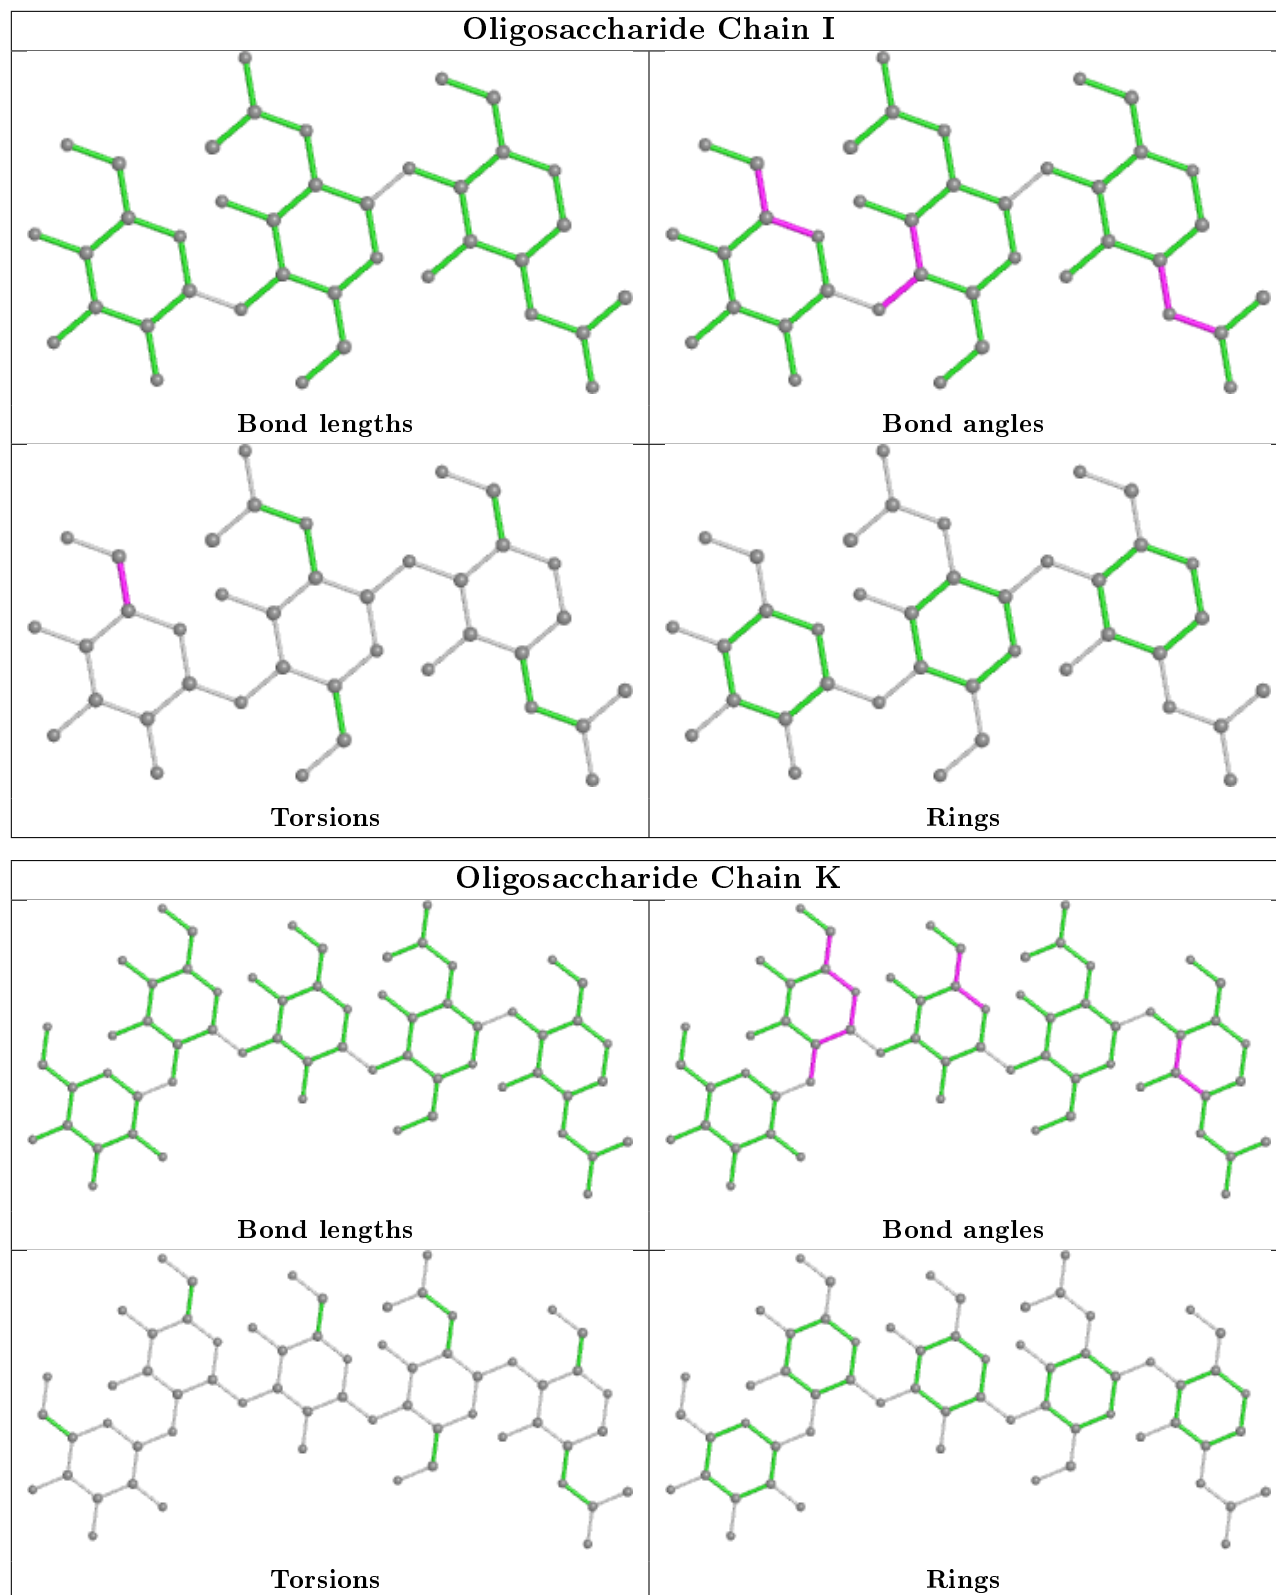 Oligosaccharide Chain I
Bond lengths
Bond angles
Torsions
Rings
Oligosaccharide Chain K
Bond lengths
Bond angles
Torsions
Rings